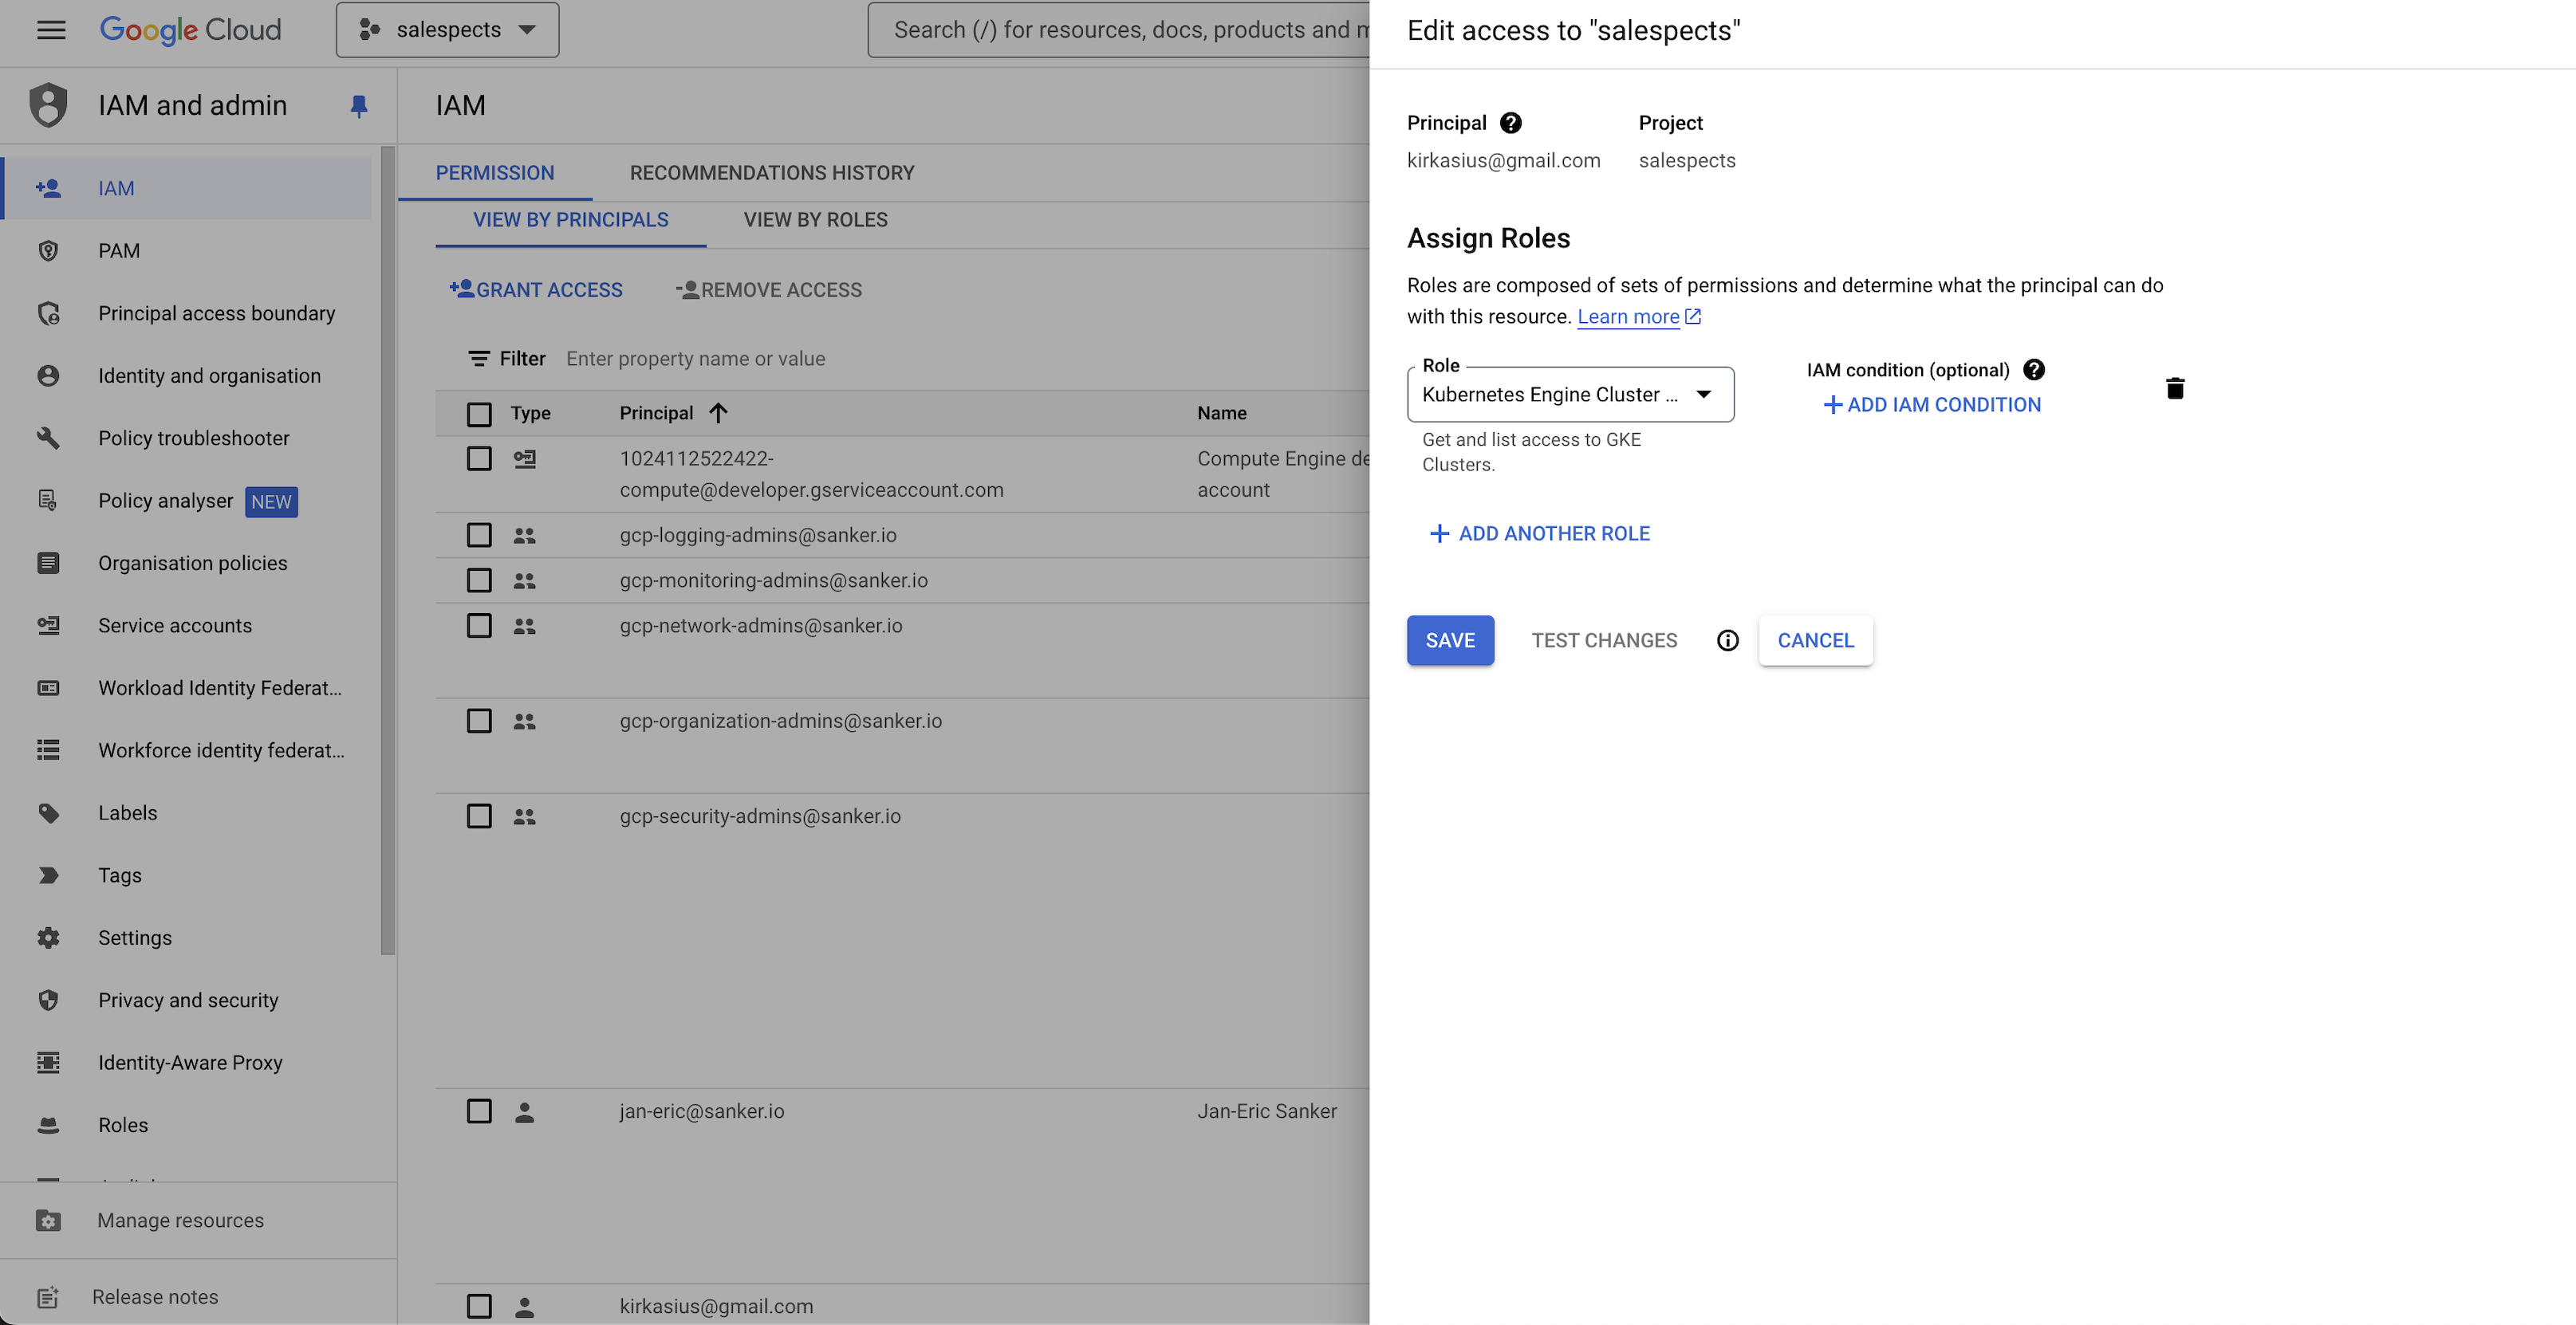 Google Cloud
salespects
Search (/) for resources, docs, products and m
IAM and admin
IAM
PAM
Principal access boundary
Identity and organisation
Policy troubleshooter
Policy analyser NEW
Organisation policies
Service accounts
Workload Identity Federat...
Workforce identity federat...
Labels
Tags
Settings
Privacy and security
Identity-Aware Proxy
Roles
Manage resources
Release notes
IAM
PERMISSION RECOMMENDATIONS HISTORY
VIEW BY PRINCIPALS VIEW BY ROLES
GRANT ACCESS REMOVE ACCESS
Filter Enter property name or value
Type Principal Name
1024112522422-
compute@developer.gserviceaccount.com
Compute Engine de
account
gcp-logging-admins@sanker.io
gcp-monitoring-admins@sanker.io
gcp-network-admins@sanker.io
gcp-organization-admins@sanker.io
gcp-security-admins@sanker.io
jan-eric@sanker.io Jan-Eric Sanker
kirkasius@gmail.com
Edit access to "salespects"
Principal Project
kirkasius@gmail.com salespects
Assign Roles
Roles are composed of sets of permissions and determine what the principal can do
with this resource. Learn more
Role
Kubernetes Engine Cluster ...
Get and list access to GKE
Clusters.
IAM condition (optional)
+ ADD IAM CONDITION
+ ADD ANOTHER ROLE
SAVE TEST CHANGES CANCEL